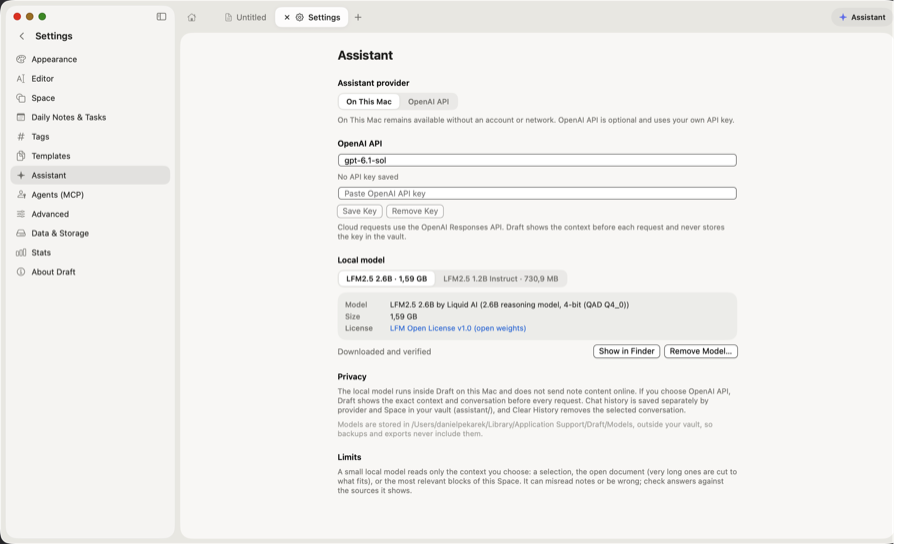 Untitled
Settings
Assistant
Settings
Appearance
Editor
Space
Daily Notes & Tasks
Tags
Templates
Assistant
Agents (MCP)
Advanced
Data & Storage
Stats
About Draft
Assistant
Assistant provider
On This Mac
OpenAI API
On This Mac remains available without an account or network. OpenAI API is optional and uses your own API key.
OpenAI API
gpt-6.1-sol
No API key saved
Paste OpenAI API key
Save Key
Remove Key
Cloud requests use the OpenAI Responses API. Draft shows the context before each request and never stores
the key in the vault.
Local model
LFM2.5 2.6B · 1,59 GB
LFM2.5 1.2B Instruct · 730,9 MB
Model LFM2.5 2.6B by Liquid AI (2.6B reasoning model, 4-bit (QAD Q4_0))
Size 1,59 GB
License LFM Open License v1.0 (open weights)
Downloaded and verified
Show in Finder
Remove Model...
Privacy
The local model runs inside Draft on this Mac and does not send note content online. If you choose OpenAI API,
Draft shows the exact context and conversation before every request. Chat history is saved separately by
provider and Space in your vault (assistant/), and Clear History removes the selected conversation.
Models are stored in /Users/danielpekarek/Library/Application Support/Draft/Models, outside your vault, so
backups and exports never include them.
Limits
A small local model reads only the context you choose: a selection, the open document (very long ones are cut to
what fits), or the most relevant blocks of this Space. It can misread notes or be wrong; check answers against
the sources it shows.